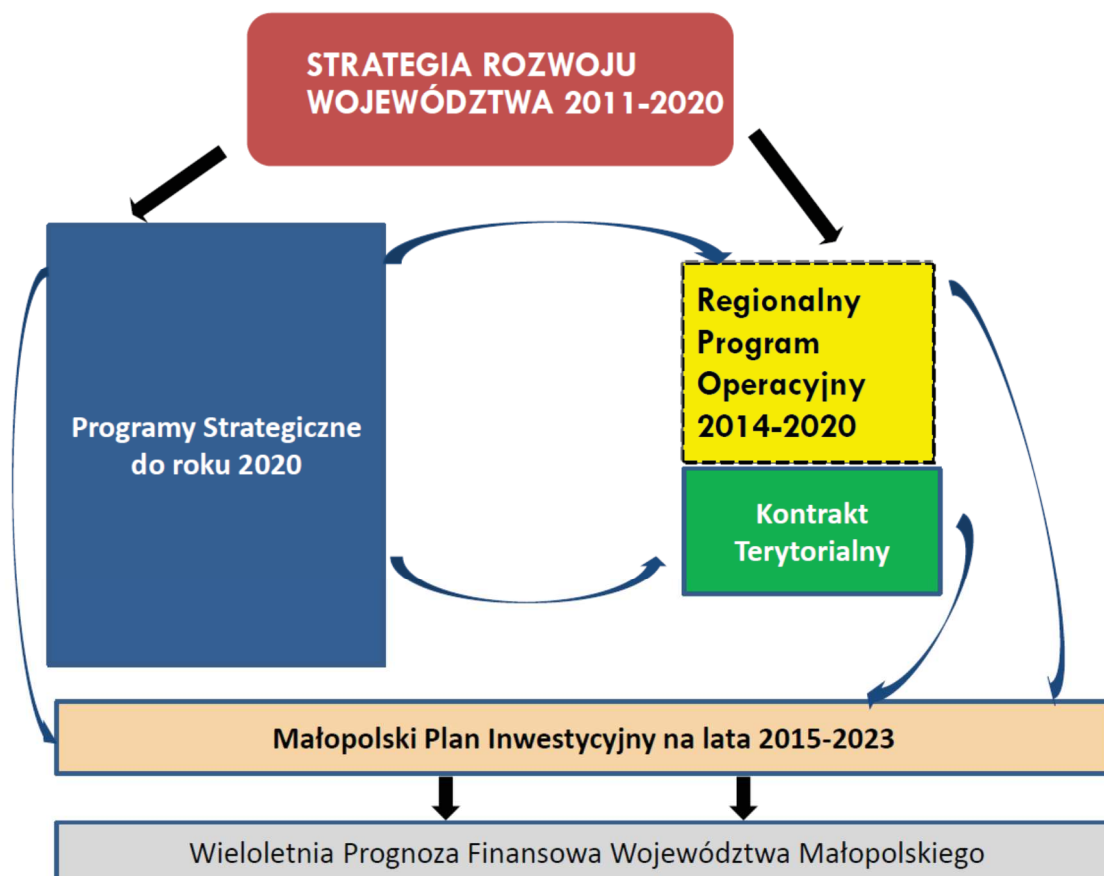 STRATEGIA ROZWOJU
WOJEWÓDZTWA 2011-2020
Programy Strategiczne
do roku 2020
Regionalny
Program
Operacyjny
2014-2020
Kontrakt
Terytorialny
Małopolski Plan Inwestycyjny na lata 2015-2023
Wieloletnia Prognoza Finansowa Województwa Małopolskiego